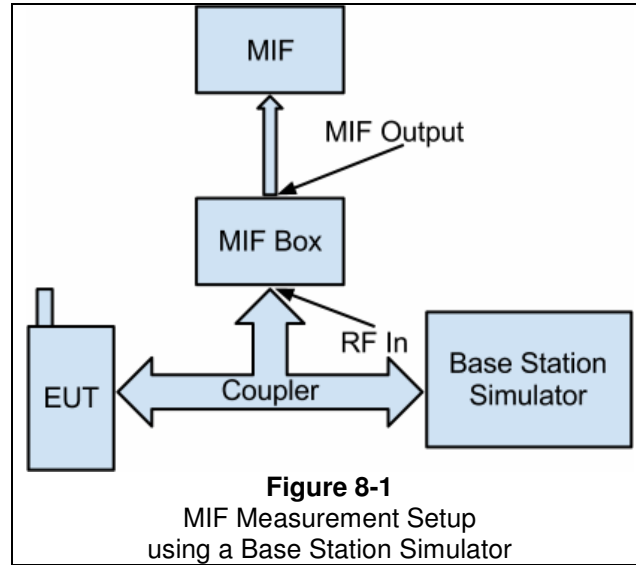 MIF
MIF Output
MIF Box
RF In
EUT
Coupler
Base Station
Simulator
Figure 8-1
MIF Measurement Setup
using a Base Station Simulator